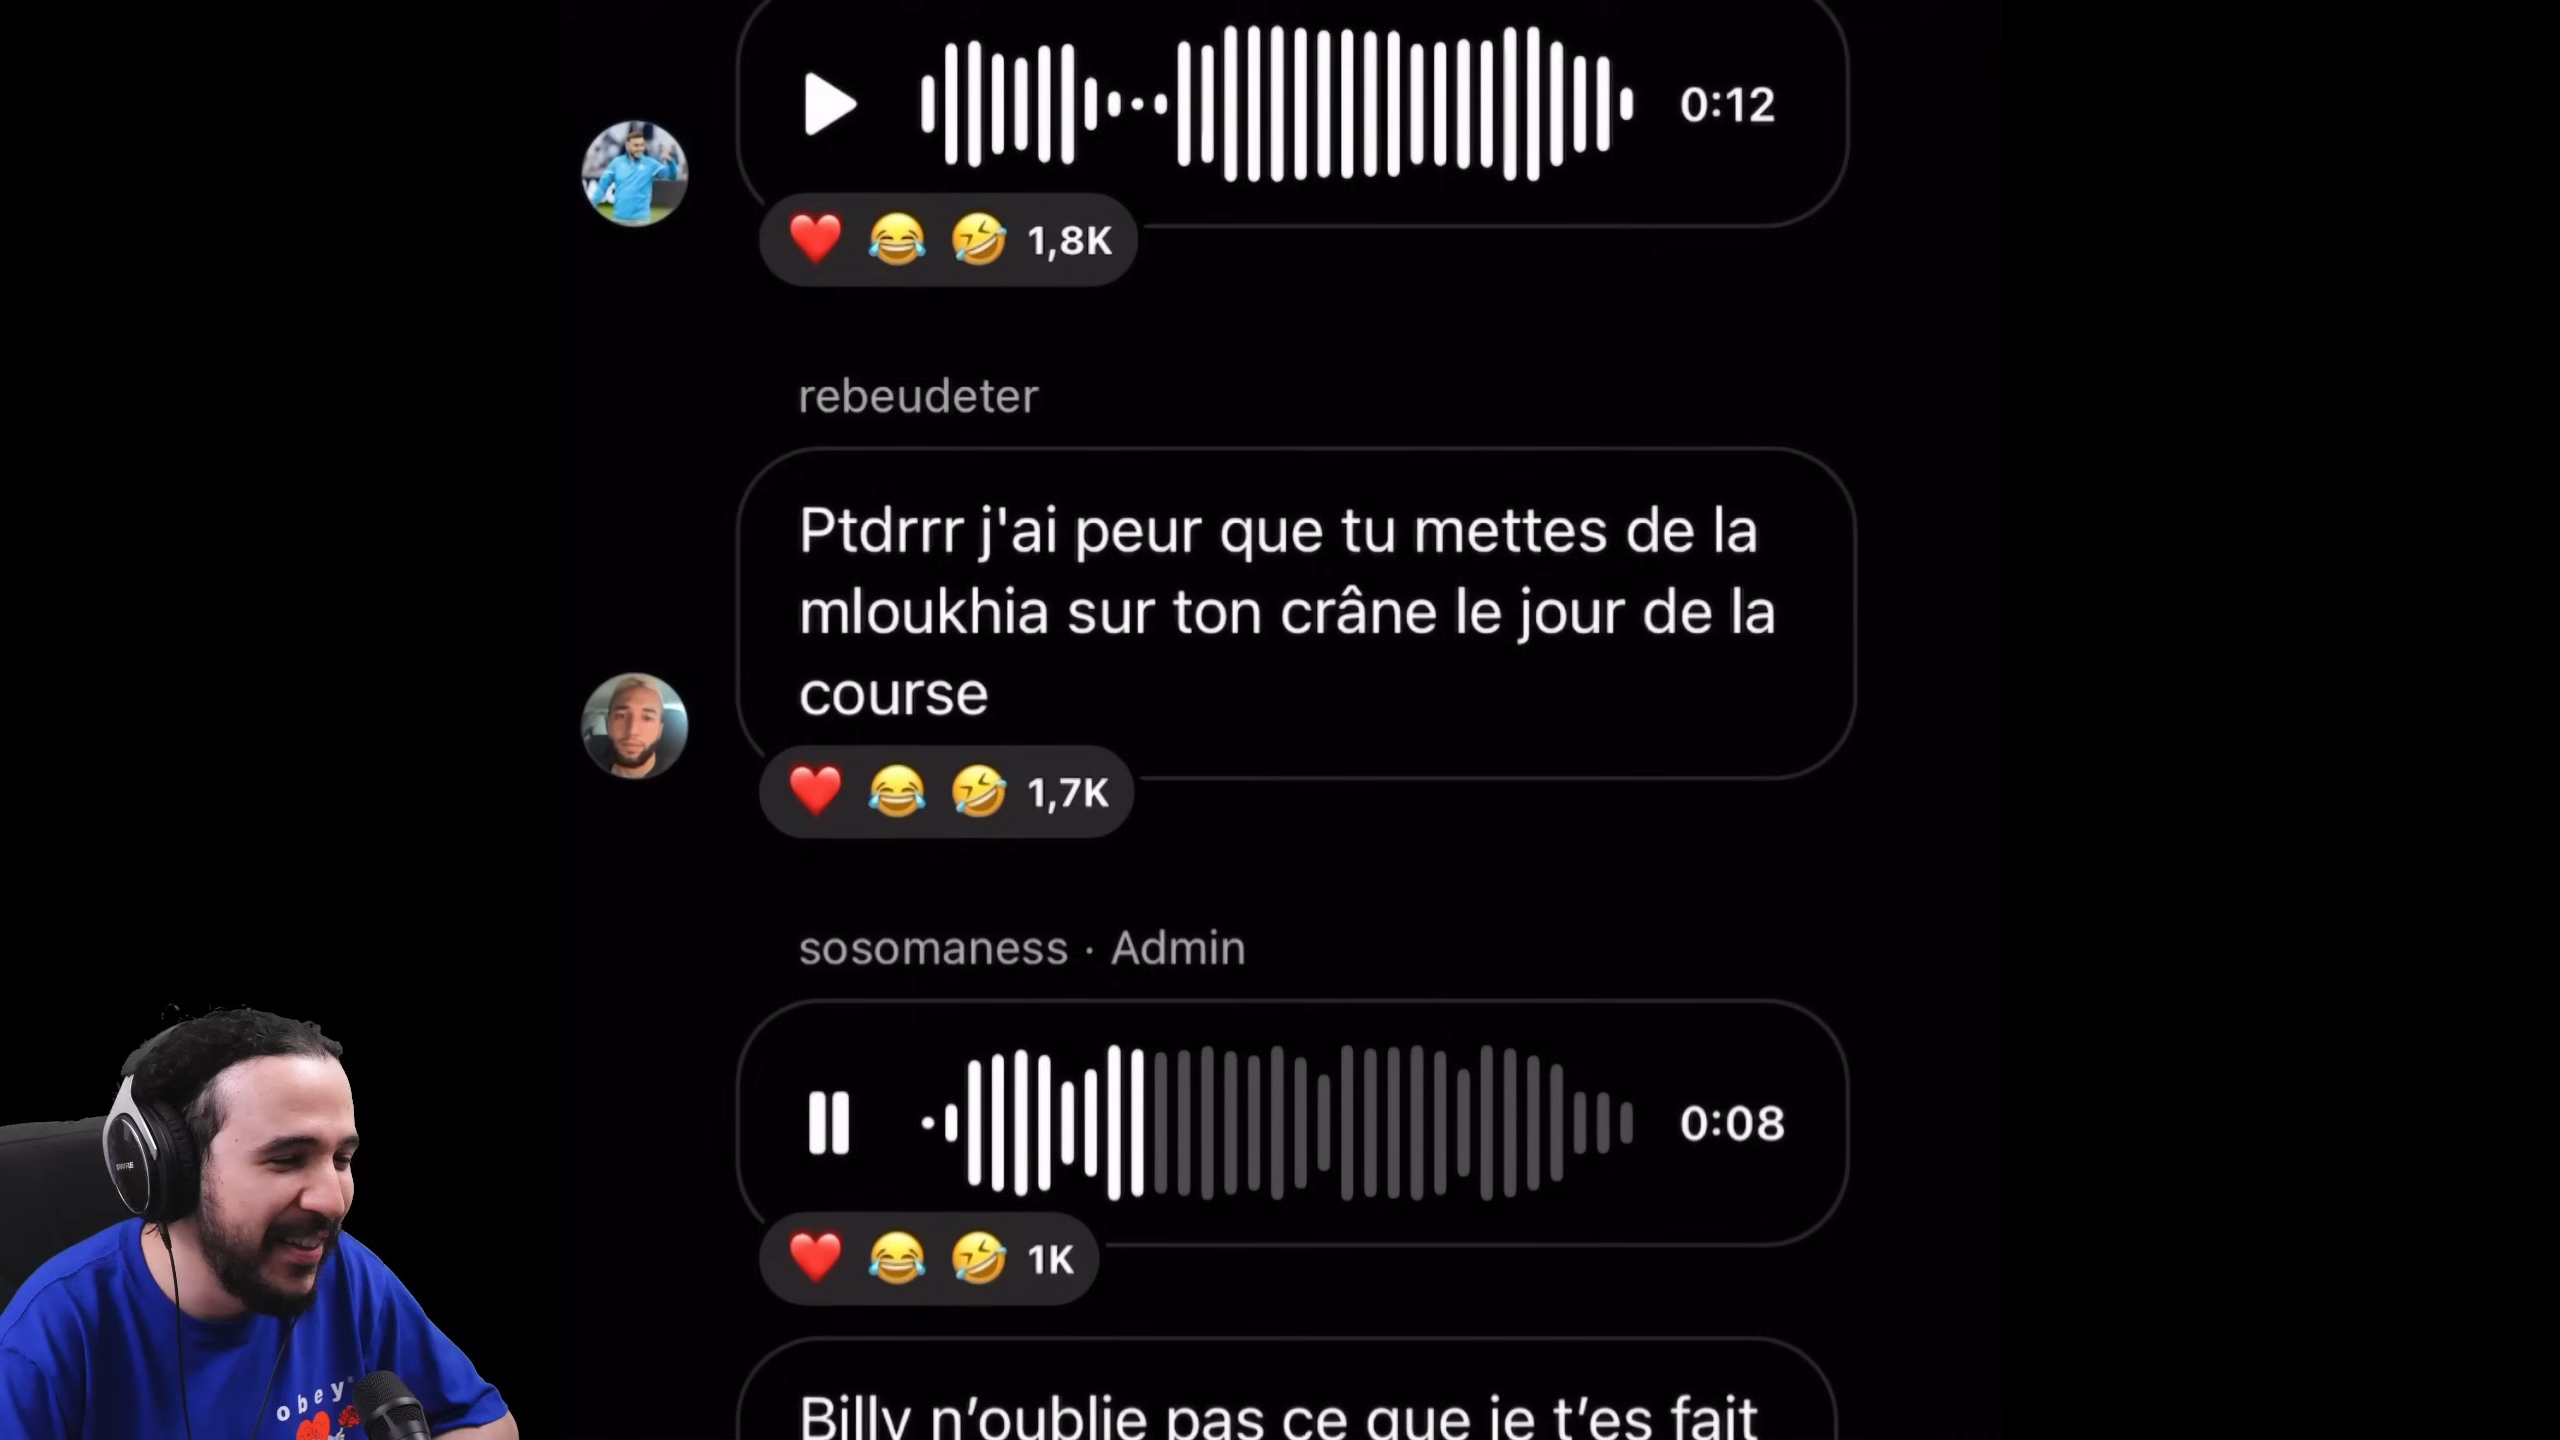 0:12
❤️ 😂 🤣 1,8K
rebeudeter
Ptdrrr j'ai peur que tu mettes de la
mloukhia sur ton crâne le jour de la
course
❤️ 😂 🤣 1,7K
sosomaness · Admin
0:08
❤️ 😂 🤣 1K
Billy n’oublie pas ce que je t’es fait
obey